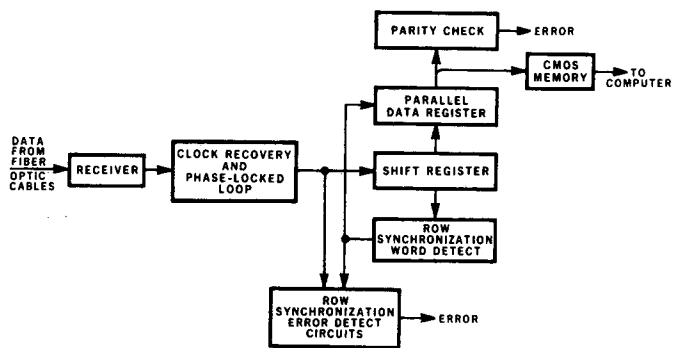 PARITY CHECK
ERROR
CMOS
MEMORY
TO
COMPUTER
PARALLEL
DATA REGISTER
DATA
FROM
FIBER
OPTIC
CABLES
RECEIVER
CLOCK RECOVERY
AND
PHASE-LOCKED
LOOP
SHIFT REGISTER
ROW
SYNCHRONIZATION
WORD DETECT
ROW
SYNCHRONIZATION
ERROR DETECT
CIRCUITS
ERROR